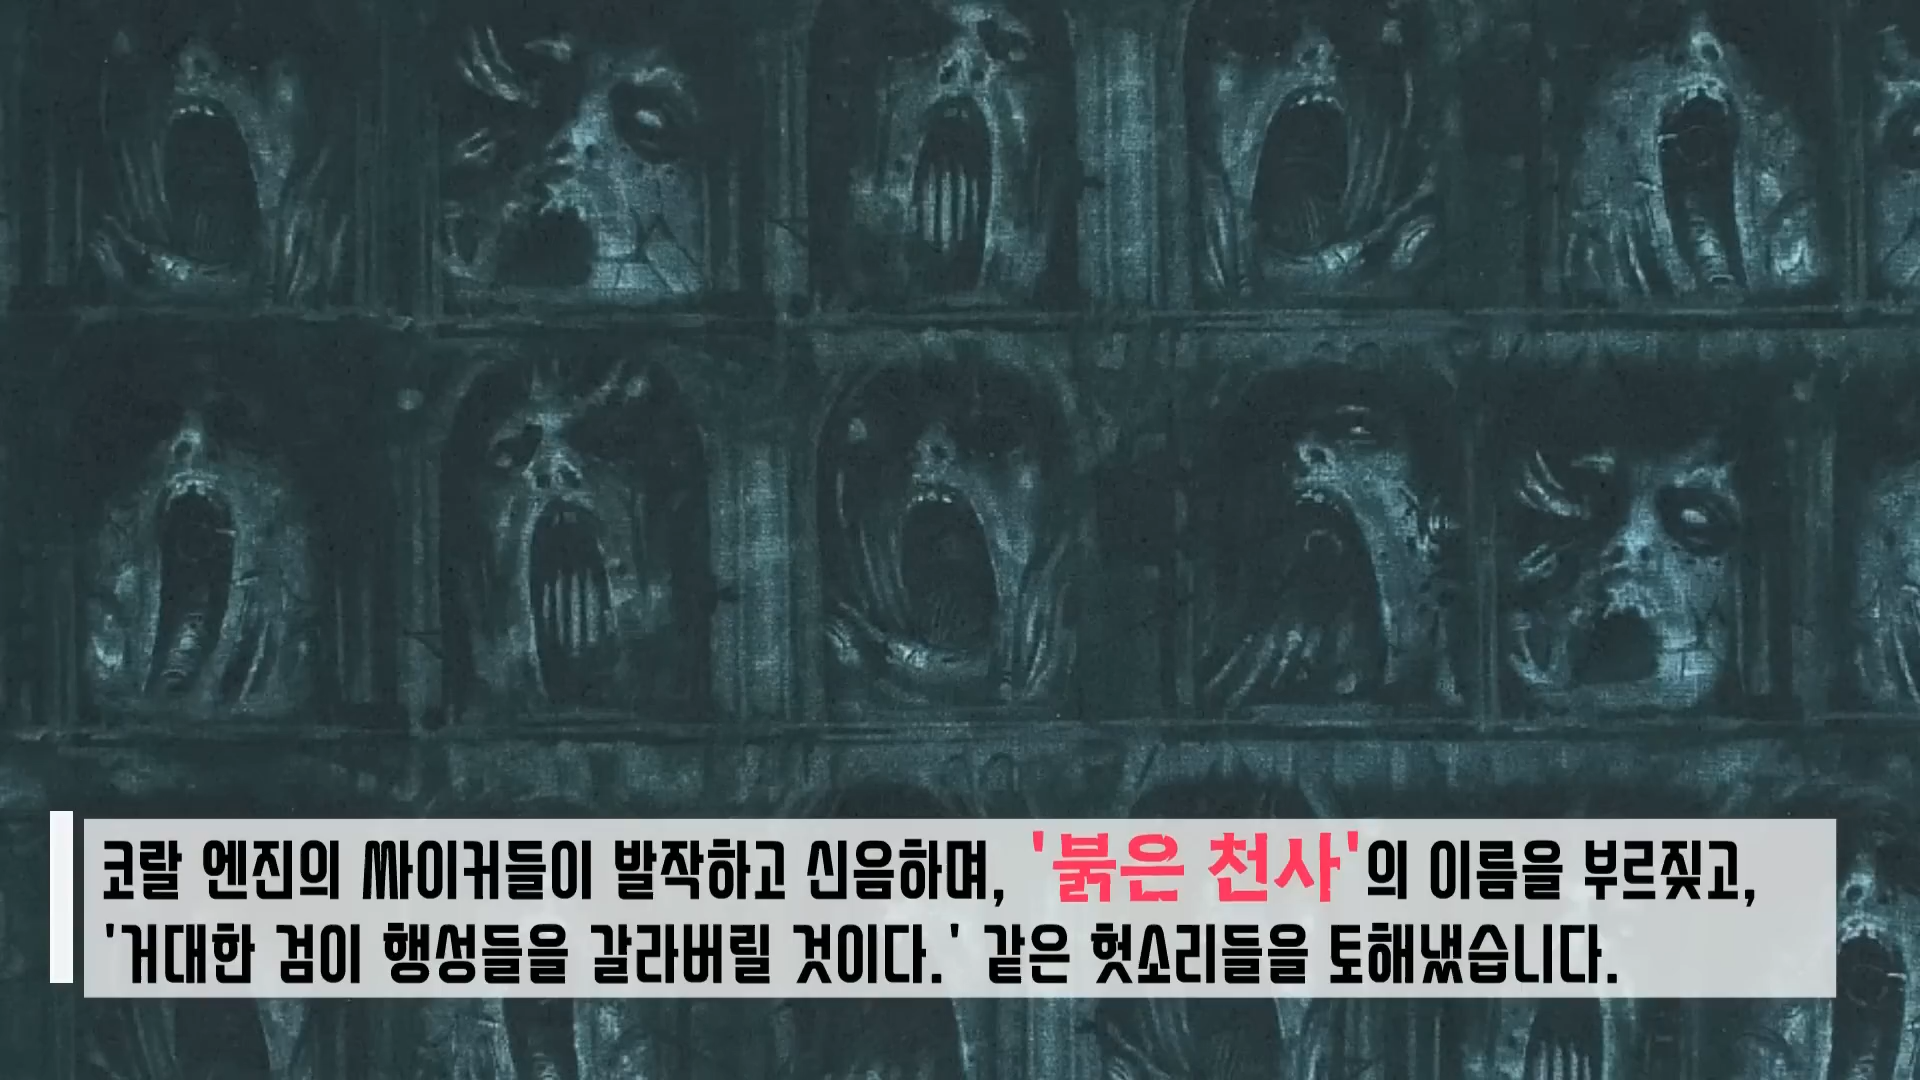 코랄 엔진의 싸이커들이 발작하고 신음하며, '붉은 천사'의 이름을 부르짖고,
'거대한 검이 행성들을 갈라버릴 것이다.' 같은 헛소리들을 토해냈습니다.